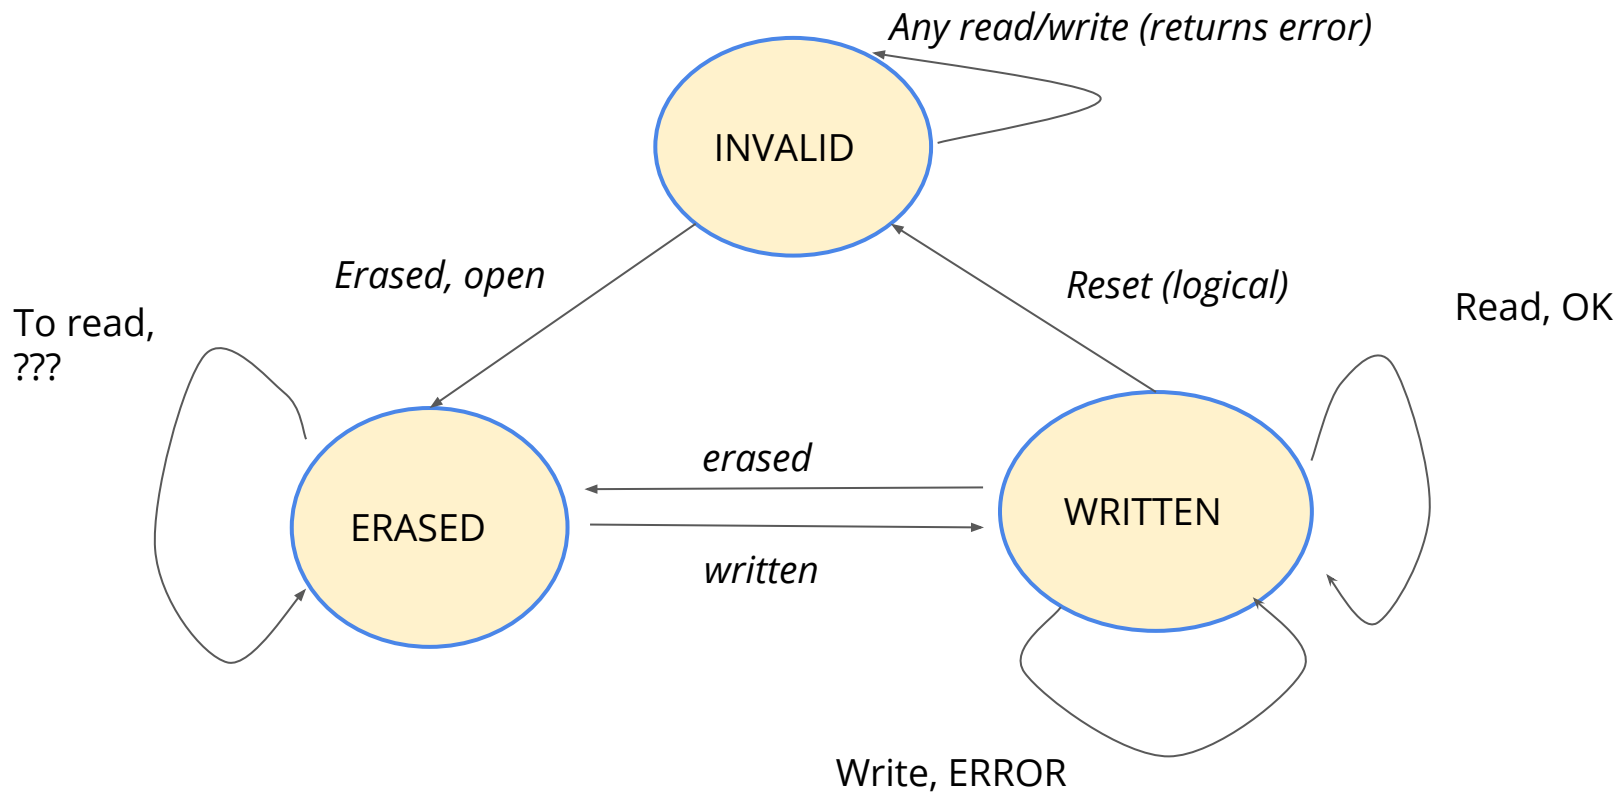 Any read/write (returns error)
INVALID
Erased, open
Reset (logical)
Read, OK
To read,
???
erased
WRITTEN
ERASED
written
Write, ERROR